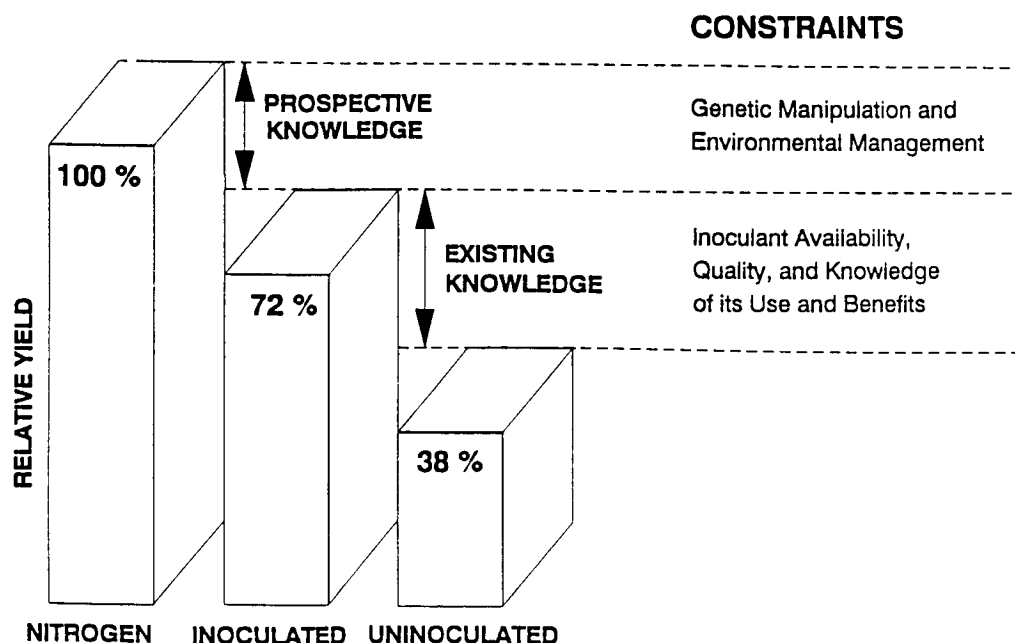 CONSTRAINTS
PROSPECTIVE
KNOWLEDGE
Genetic Manipulation and
Environmental Management
100 %
EXISTING
KNOWLEDGE
Inoculant Availability,
Quality, and Knowledge
of its Use and Benefits
72 %
38 %
RELATIVE YIELD
NITROGEN
INOCULATED
UNINOCULATED